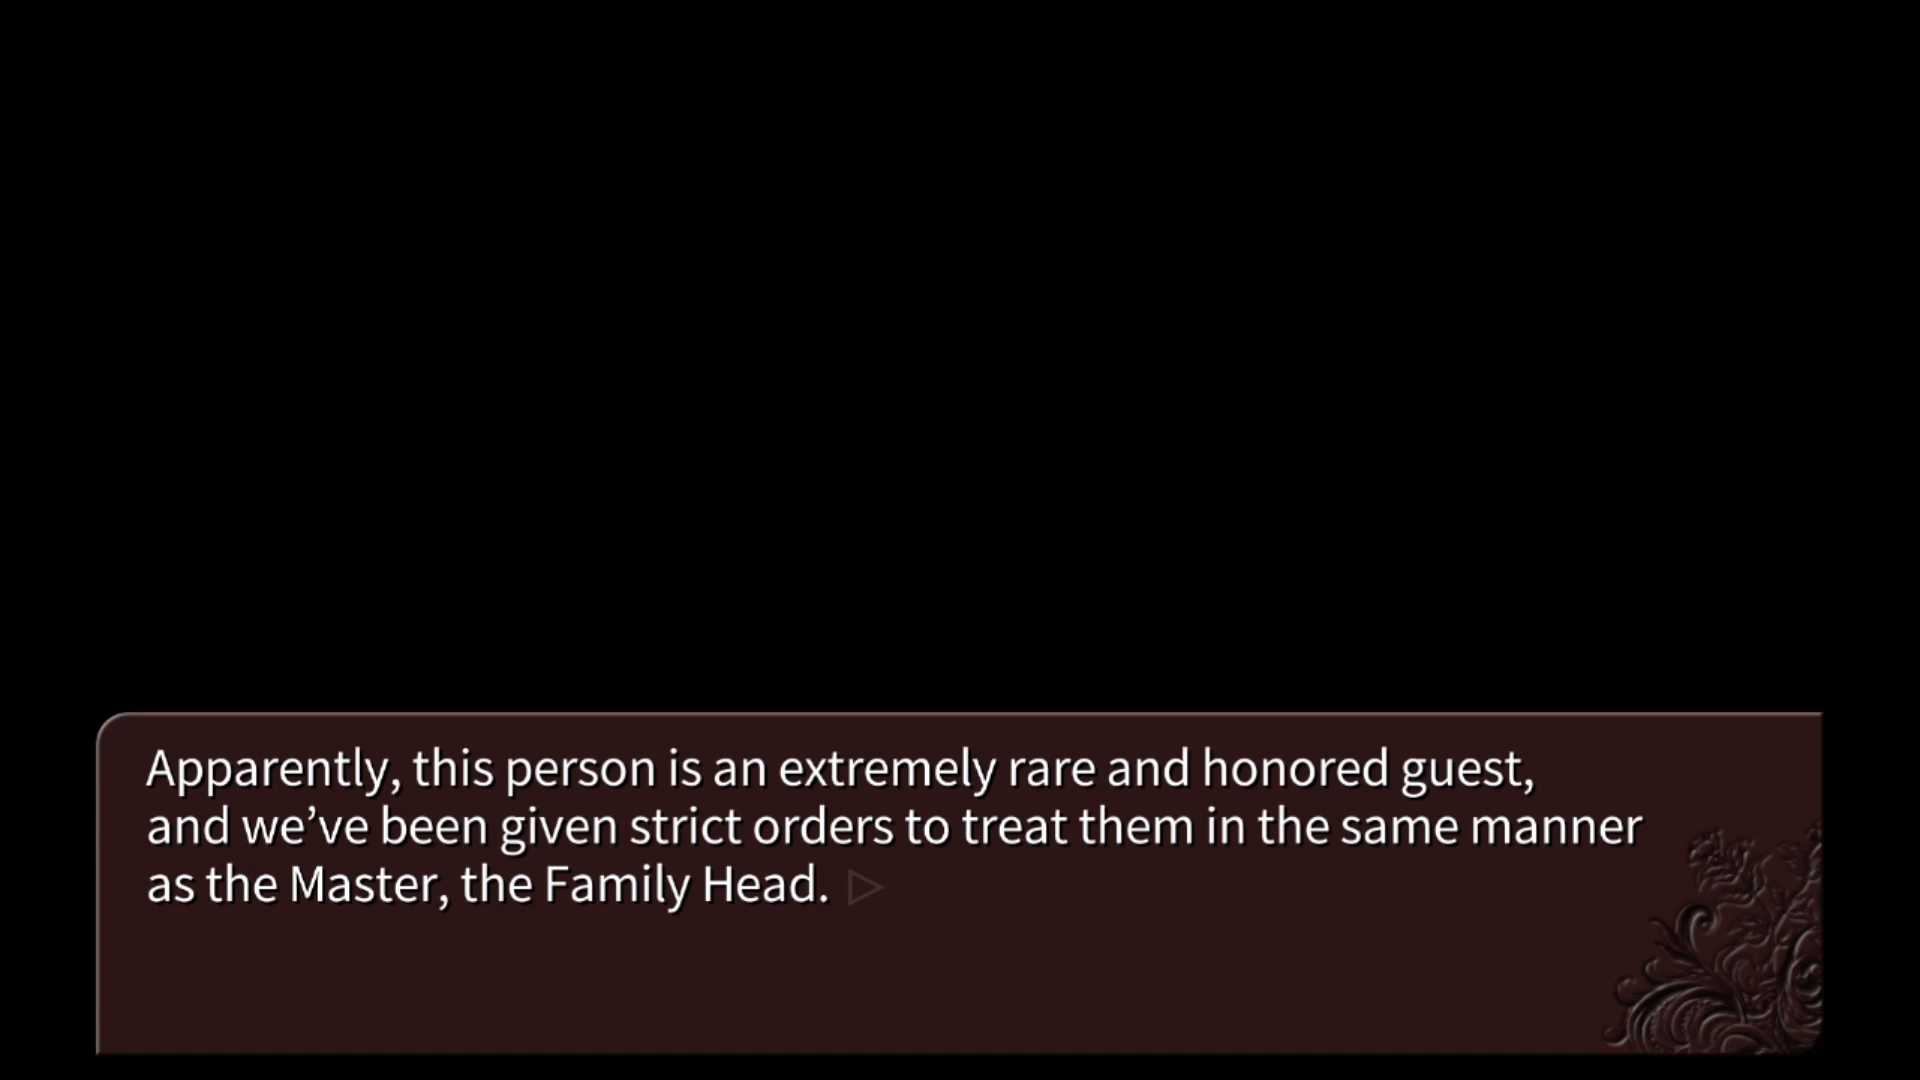 Apparently, this person is an extremely rare and honored guest,
and we’ve been given strict orders to treat them in the same manner
as the Master, the Family Head.